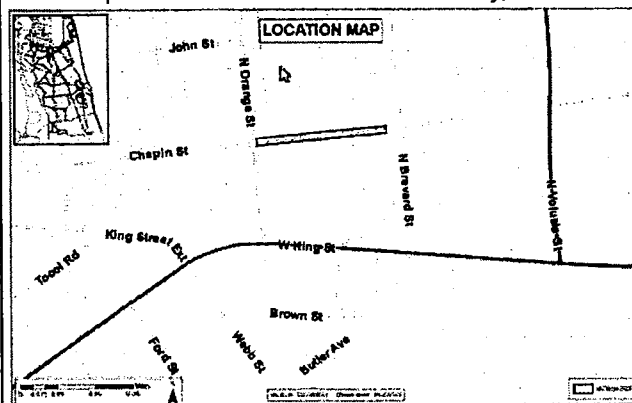 LOCATION MAP
John St
N Orange St
Chapin St
N Brevard St
N Volusia St
King Street Ext
W King St
Tocoi Rd
Brown St
Ford St
Webb St
Butler Ave